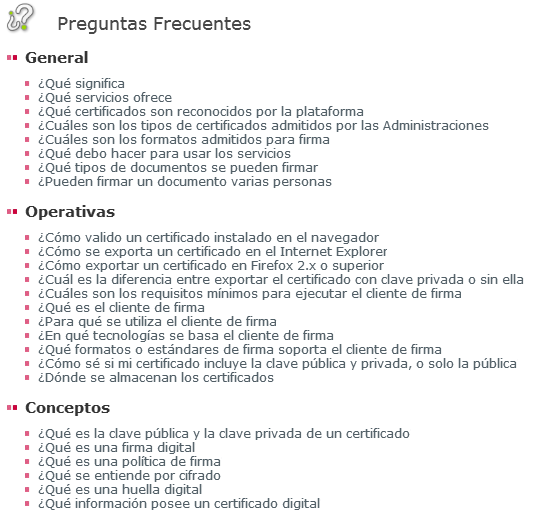 Preguntas Frecuentes
General
¿Qué significa
¿Qué servicios ofrece
¿Qué certificados son reconocidos por la plataforma
¿Cuáles son los tipos de certificados admitidos por las Administraciones
¿Cuáles son los formatos admitidos para firma
¿Qué debo hacer para usar los servicios
¿Qué tipos de documentos se pueden firmar
¿Pueden firmar un documento varias personas
Operativas
¿Cómo valido un certificado instalado en el navegador
¿Cómo se exporta un certificado en el Internet Explorer
¿Cómo exportar un certificado en Firefox 2.x o superior
¿Cuál es la diferencia entre exportar el certificado con clave privada o sin ella
¿Cuáles son los requisitos mínimos para ejecutar el cliente de firma
¿Qué es el cliente de firma
¿Para qué se utiliza el cliente de firma
¿En qué tecnologías se basa el cliente de firma
¿Qué formatos o estándares de firma soporta el cliente de firma
¿Cómo sé si mi certificado incluye la clave pública y privada, o solo la pública
¿Dónde se almacenan los certificados
Conceptos
¿Qué es la clave pública y la clave privada de un certificado
¿Qué es una firma digital
¿Qué es una política de firma
¿Qué se entiende por cifrado
¿Qué es una huella digital
¿Qué información posee un certificado digital